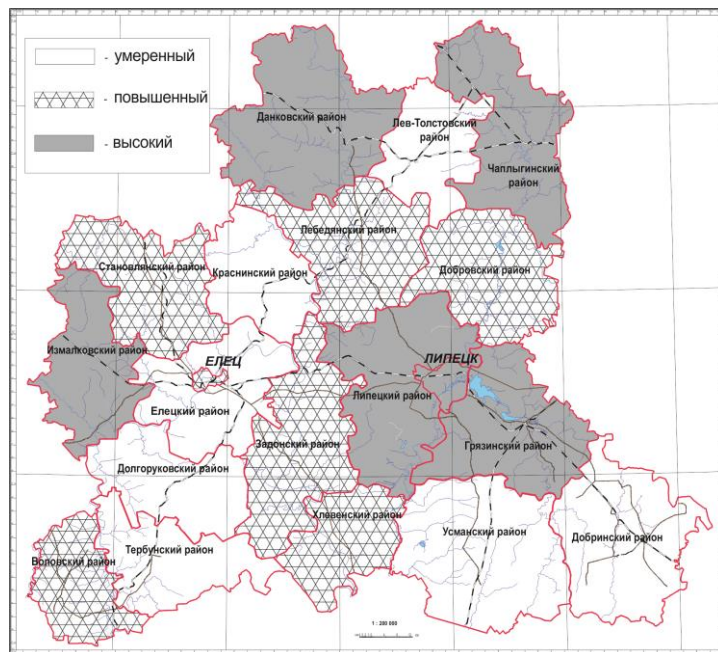 - умеренный
- повышенный
- высокий
Данковский район
Лев-Толстовский
район
Чаплыгинский
район
Лебедянский район
Добровский район
Становлянский район
Краснинский район
Измалковский район
ЕЛЕЦ
ЛИПЕЦК
Елецкий район
Липецкий район
Задонский район
Грязинский район
Долгоруковский район
Хлевенский район
Усманский район
Добринский район
Тербунский район
Воловский район
1 : 200 000